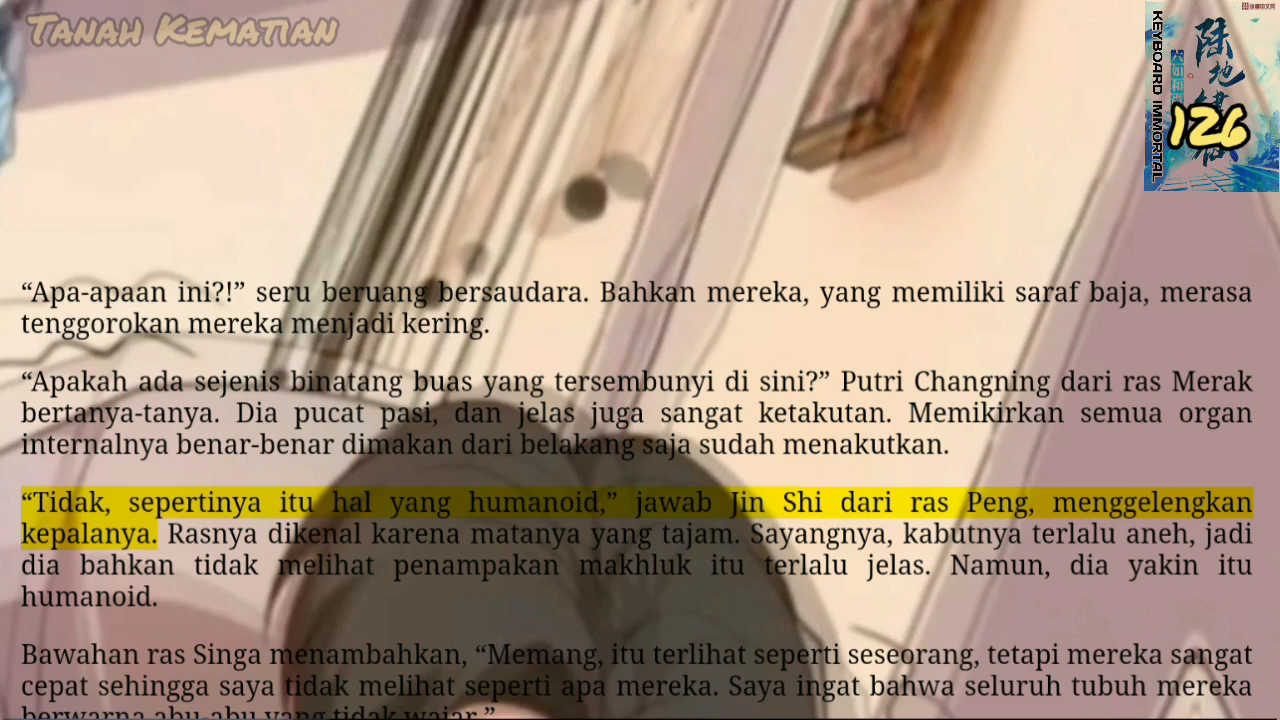 Tanah Kematian
KEYBOARD IMMORTAL
126
“Apa-apaan ini?!” seru beruang bersaudara. Bahkan mereka, yang memiliki saraf baja, merasa
tenggorokan mereka menjadi kering.
“Apakah ada sejenis binatang buas yang tersembunyi di sini?” Putri Changning dari ras Merak
bertanya-tanya. Dia pucat pasi, dan jelas juga sangat ketakutan. Memikirkan semua organ
internalnya benar-benar dimakan dari belakang saja sudah menakutkan.
“Tidak, sepertinya itu hal yang humanoid,” jawab Jin Shi dari ras Peng, menggelengkan
kepalanya. Rasnya dikenal karena matanya yang tajam. Sayangnya, kabutnya terlalu aneh, jadi
dia bahkan tidak melihat penampakan makhluk itu terlalu jelas. Namun, dia yakin itu
humanoid.
Bawahan ras Singa menambahkan, “Memang, itu terlihat seperti seseorang, tetapi mereka sangat
cepat sehingga saya tidak melihat seperti apa mereka. Saya ingat bahwa seluruh tubuh mereka
berwarna abu-abu yang tidak wajar.”